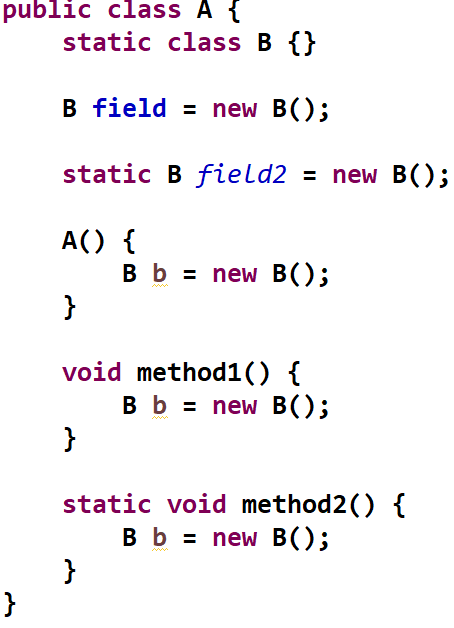 public class A {
    static class B {}

    B field = new B();

    static B field2 = new B();

    A() {
        B b = new B();
    }

    void method1() {
        B b = new B();
    }

    static void method2() {
        B b = new B();
    }
}